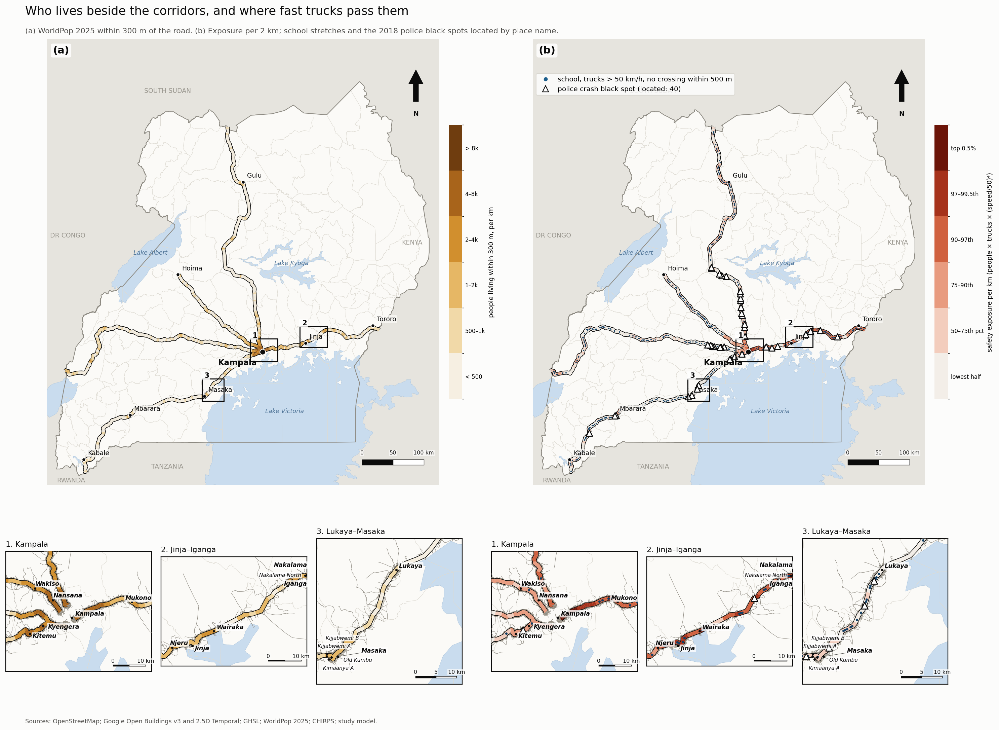 Who lives beside the corridors, and where fast trucks pass them
(a) WorldPop 2025 within 300 m of the road. (b) Exposure per 2 km; school stretches and the 2018 police black spots located by place name.
(a)
SOUTH SUDAN
N
Gulu
DR CONGO
KENYA
Lake Albert
Lake Kyoga
Hoima
Tororo
2
1
Jinja
Kampala
3
Masaka
Mbarara
Lake Victoria
Kabale
0 50 100 km
TANZANIA
RWANDA
> 8k
4–8k
2–4k
1–2k
500–1k
< 500
people living within 300 m, per km
(b)
school, trucks > 50 km/h, no crossing within 500 m
police crash black spot (located: 40)
N
Gulu
DR CONGO
KENYA
Lake Albert
Lake Kyoga
Hoima
Tororo
2
1
Kampala
3
Mbarara
Lake Victoria
Kabale
0 50 100 km
TANZANIA
RWANDA
top 0.5%
97–99.5th
90–97th
75–90th
50–75th pct
lowest half
safety exposure per km (people × trucks × (speed/50)⁴)
1. Kampala
Wakiso
Nansana
Mukono
Kampala
Kyengera
Kitemu
0 10 km
2. Jinja–Iganga
Nakalama
Nakalama North
Iganga
Wairaka
Njeru
Jinja
0 10 km
3. Lukaya–Masaka
Lukaya
Kijjabwemi B
Kijjabwemi A
Masaka
Old Kumbu
Kimaanya A
0 5 10 km
1. Kampala
Wakiso
Nansana
Mukono
Kampala
Kyengera
Kitemu
0 10 km
2. Jinja–Iganga
Nakalama
Nakalama North
Iganga
Wairaka
Njeru
Jinja
0 10 km
3. Lukaya–Masaka
Lukaya
Kijjabwemi B
Kijjabwemi A
Masaka
Old Kumbu
Kimaanya A
0 5 10 km
Sources: OpenStreetMap; Google Open Buildings v3 and 2.5D Temporal; GHSL; WorldPop 2025; CHIRPS; study model.